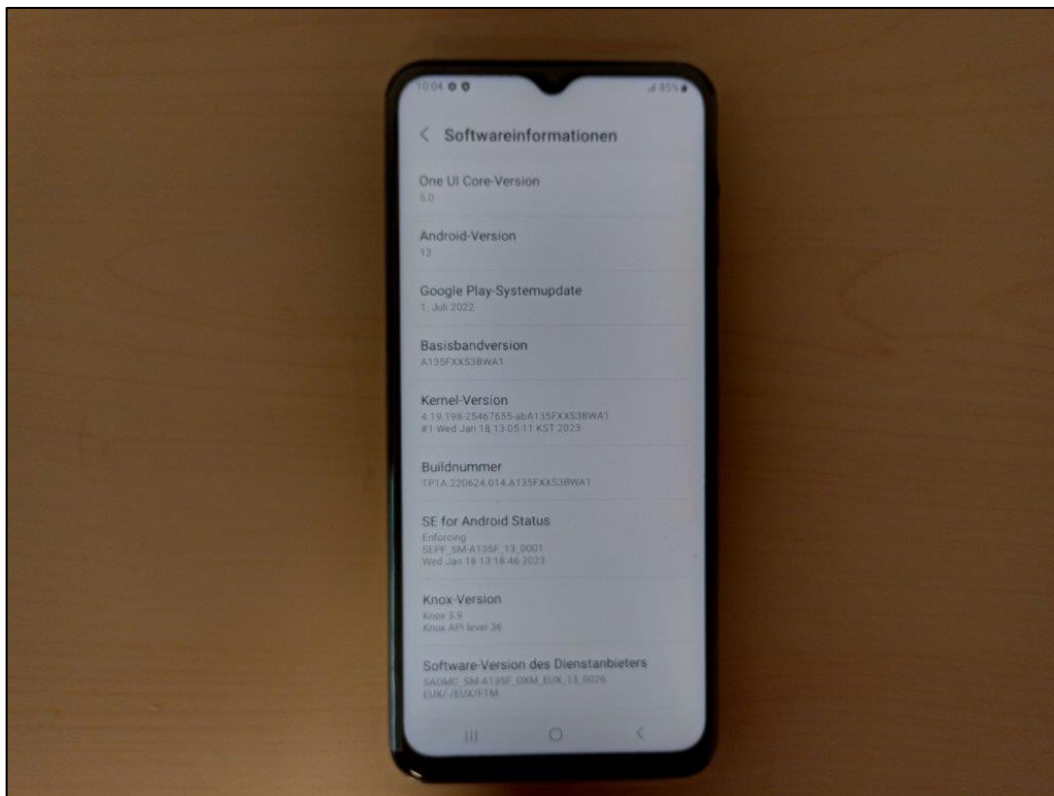 10:04
85%
Softwareinformationen
One UI Core-Version
5.0
Android-Version
13
Google Play-Systemupdate
1. Juli 2022
Basisbandversion
A135FXXS3BWA1
Kernel-Version
4.19.198-25467655-abA135FXXS3BWA1
#1 Wed Jan 18 13:05:11 KST 2023
Buildnummer
TP1A.220624.014.A135FXXS3BWA1
SE for Android Status
Enforcing
SEPF_SM-A135F_13_0001
Wed Jan 18 13:16:46 2023
Knox-Version
Knox 3.9
Knox API level 36
Software-Version des Dienstanbieters
SAOMC_SM-A135F_OXM_EUX_13_0026
EUX/ /EUX/FTM